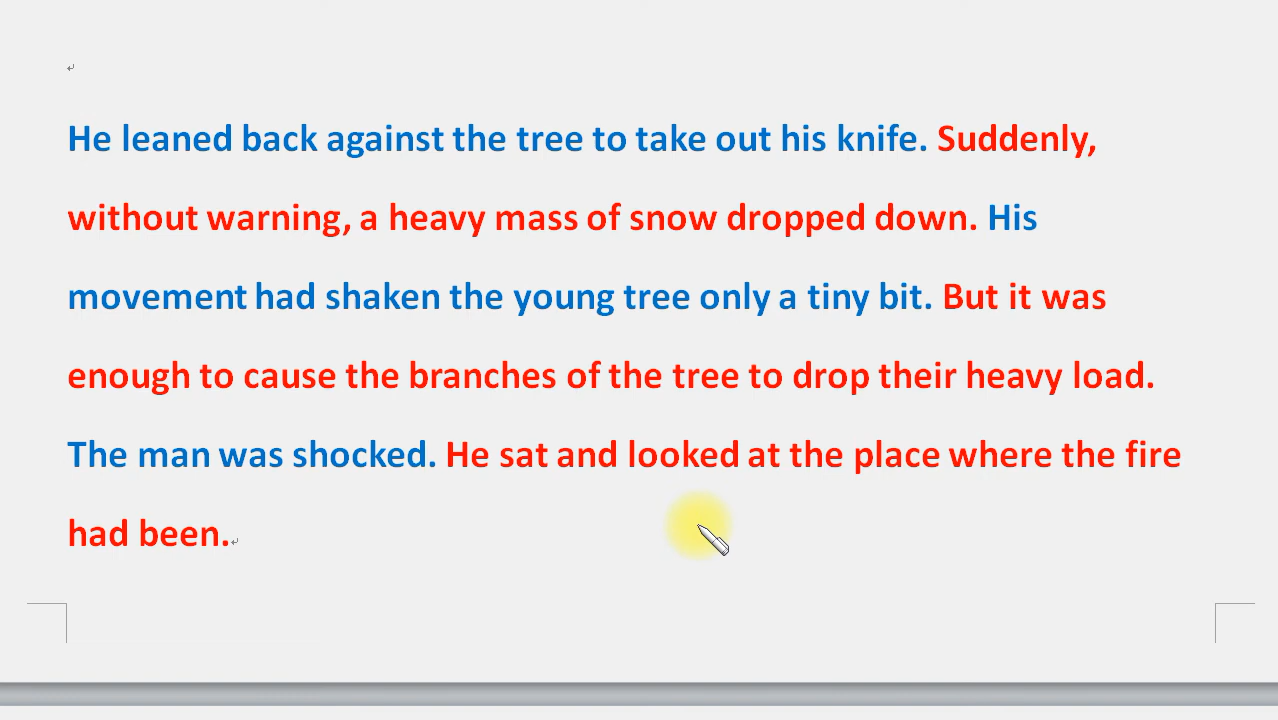 He leaned back against the tree to take out his knife. Suddenly,
without warning, a heavy mass of snow dropped down. His
movement had shaken the young tree only a tiny bit. But it was
enough to cause the branches of the tree to drop their heavy load.
The man was shocked. He sat and looked at the place where the fire
had been.